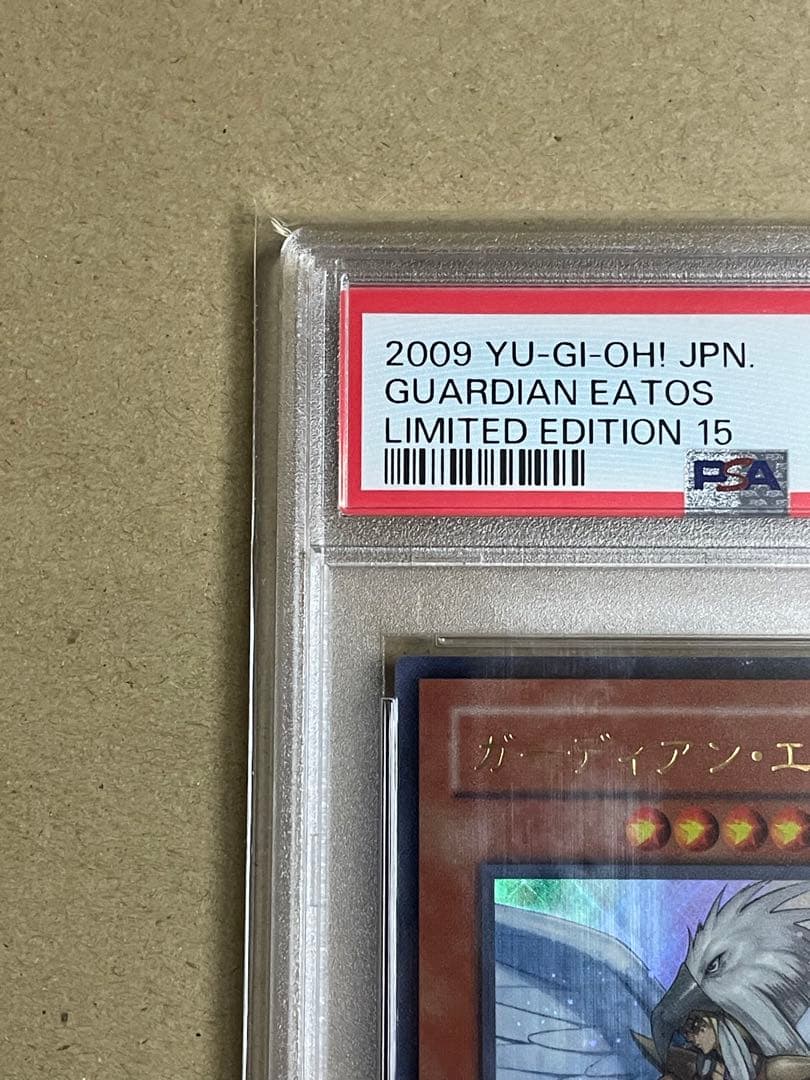 2009 YU-GI-OH! JPN.
GUARDIAN EATOS
LIMITED EDITION 15
PSA
ガーディアン・エ